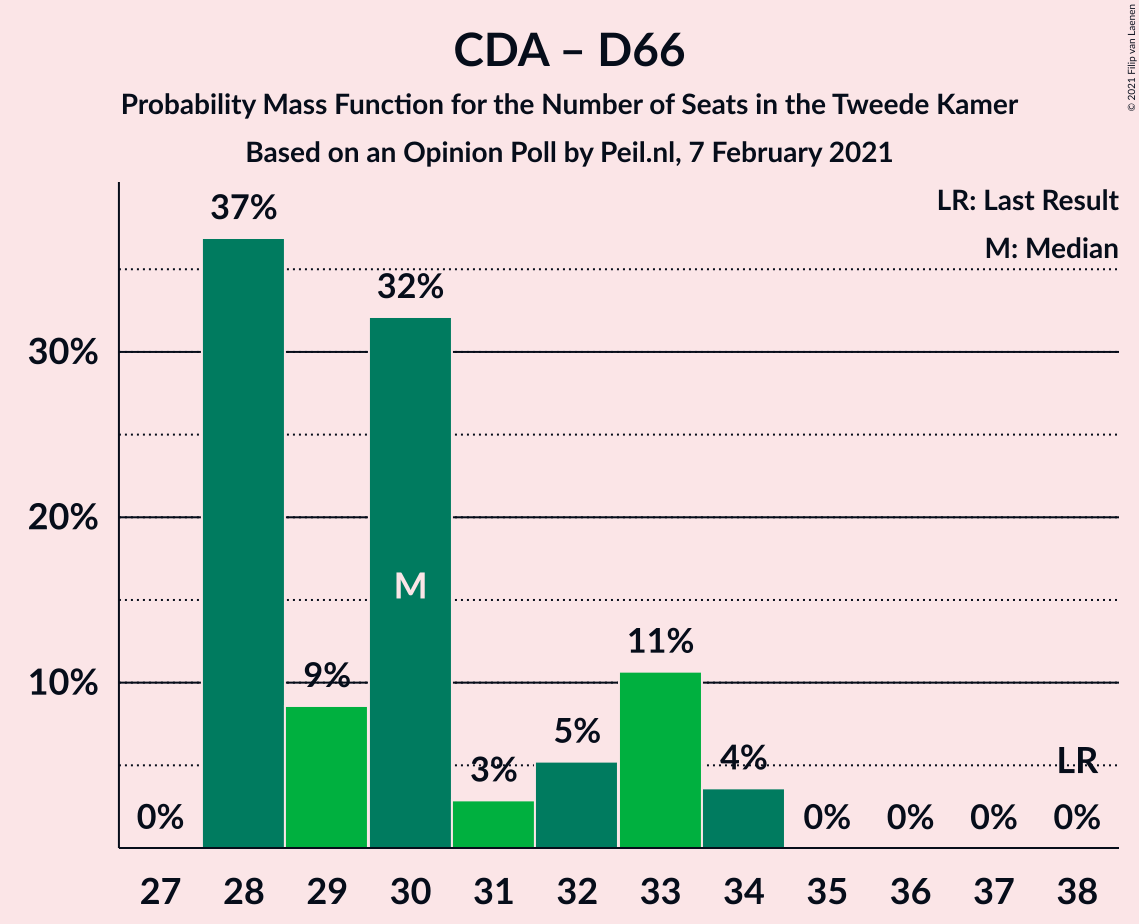 CDA – D66
Probability Mass Function for the Number of Seats in the Tweede Kamer
Based on an Opinion Poll by Peil.nl, 7 February 2021
© 2021 Filip van Laenen
LR: Last Result
M: Median
37%
32%
30%
20%
M
11%
10%
9%
5%
4%
3%
LR
0%
0%
0%
0%
0%
27 28 29 30 31 32 33 34 35 36 37 38